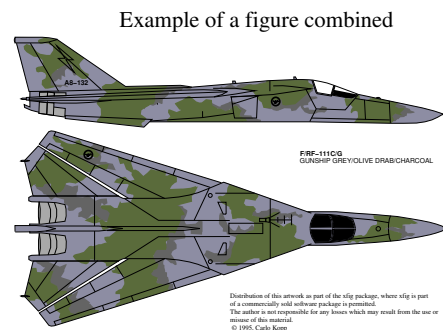 Example of a figure combined
A8–132
F/RF–111C/G
GUNSHIP GREY/OLIVE DRAB/CHARCOAL
Distribution of this artwork as part of the xfig package, where xfig is part
of a commercially sold software package is permitted.
The author is not responsible for any losses which may result from the use or
misuse of this material.
© 1995, Carlo Kopp